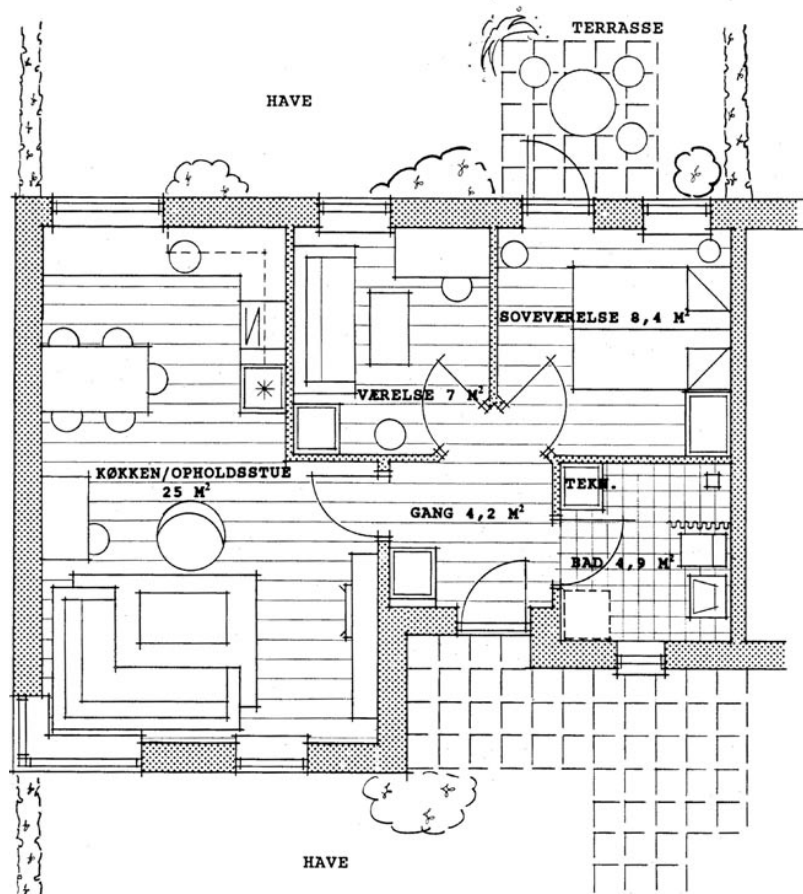 TERRASSE
HAVE
SOVEVÆRELSE 8,4 M²
VÆRELSE 7 M²
KØKKEN/OPHOLDSSTUE
25 M²
TEKN.
GANG 4,2 M²
BAD 4,9 M²
HAVE